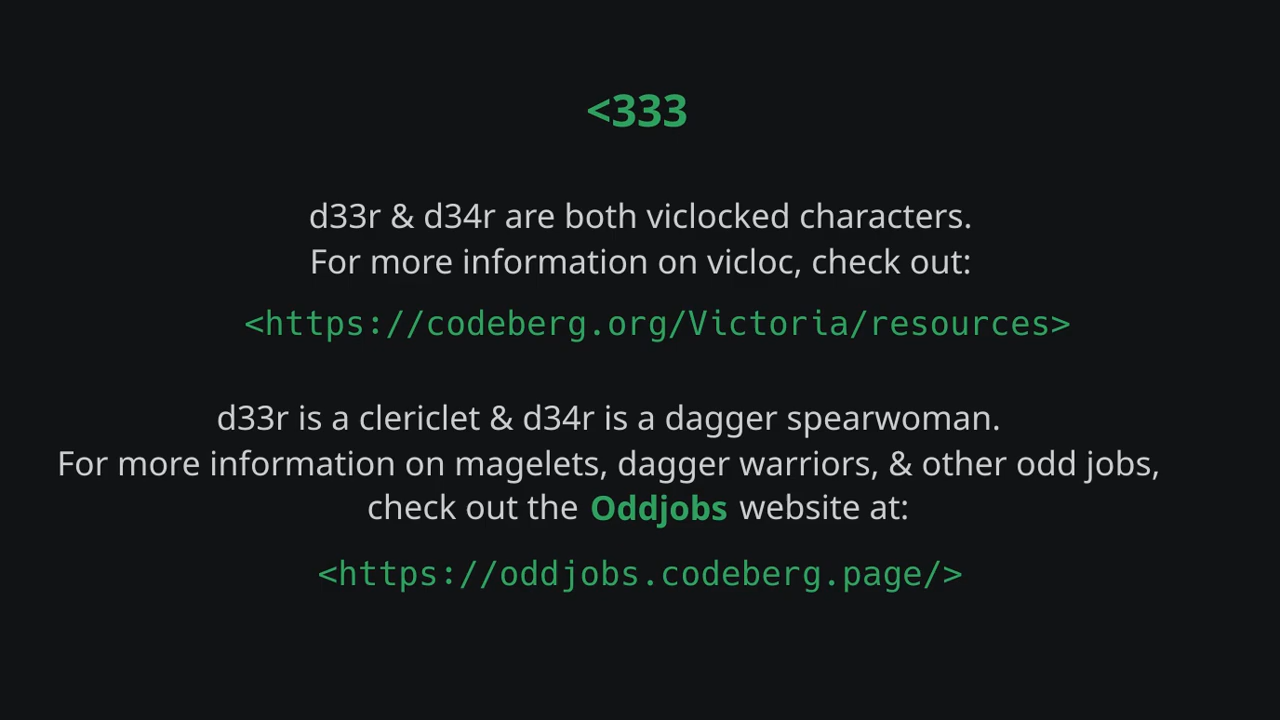 <333
d33r & d34r are both viclocked characters.
For more information on vicloc, check out:
<https://codeberg.org/Victoria/resources>
d33r is a clericlet & d34r is a dagger spearwoman.
For more information on magelets, dagger warriors, & other odd jobs,
check out the Oddjobs website at:
<https://oddjobs.codeberg.page/>